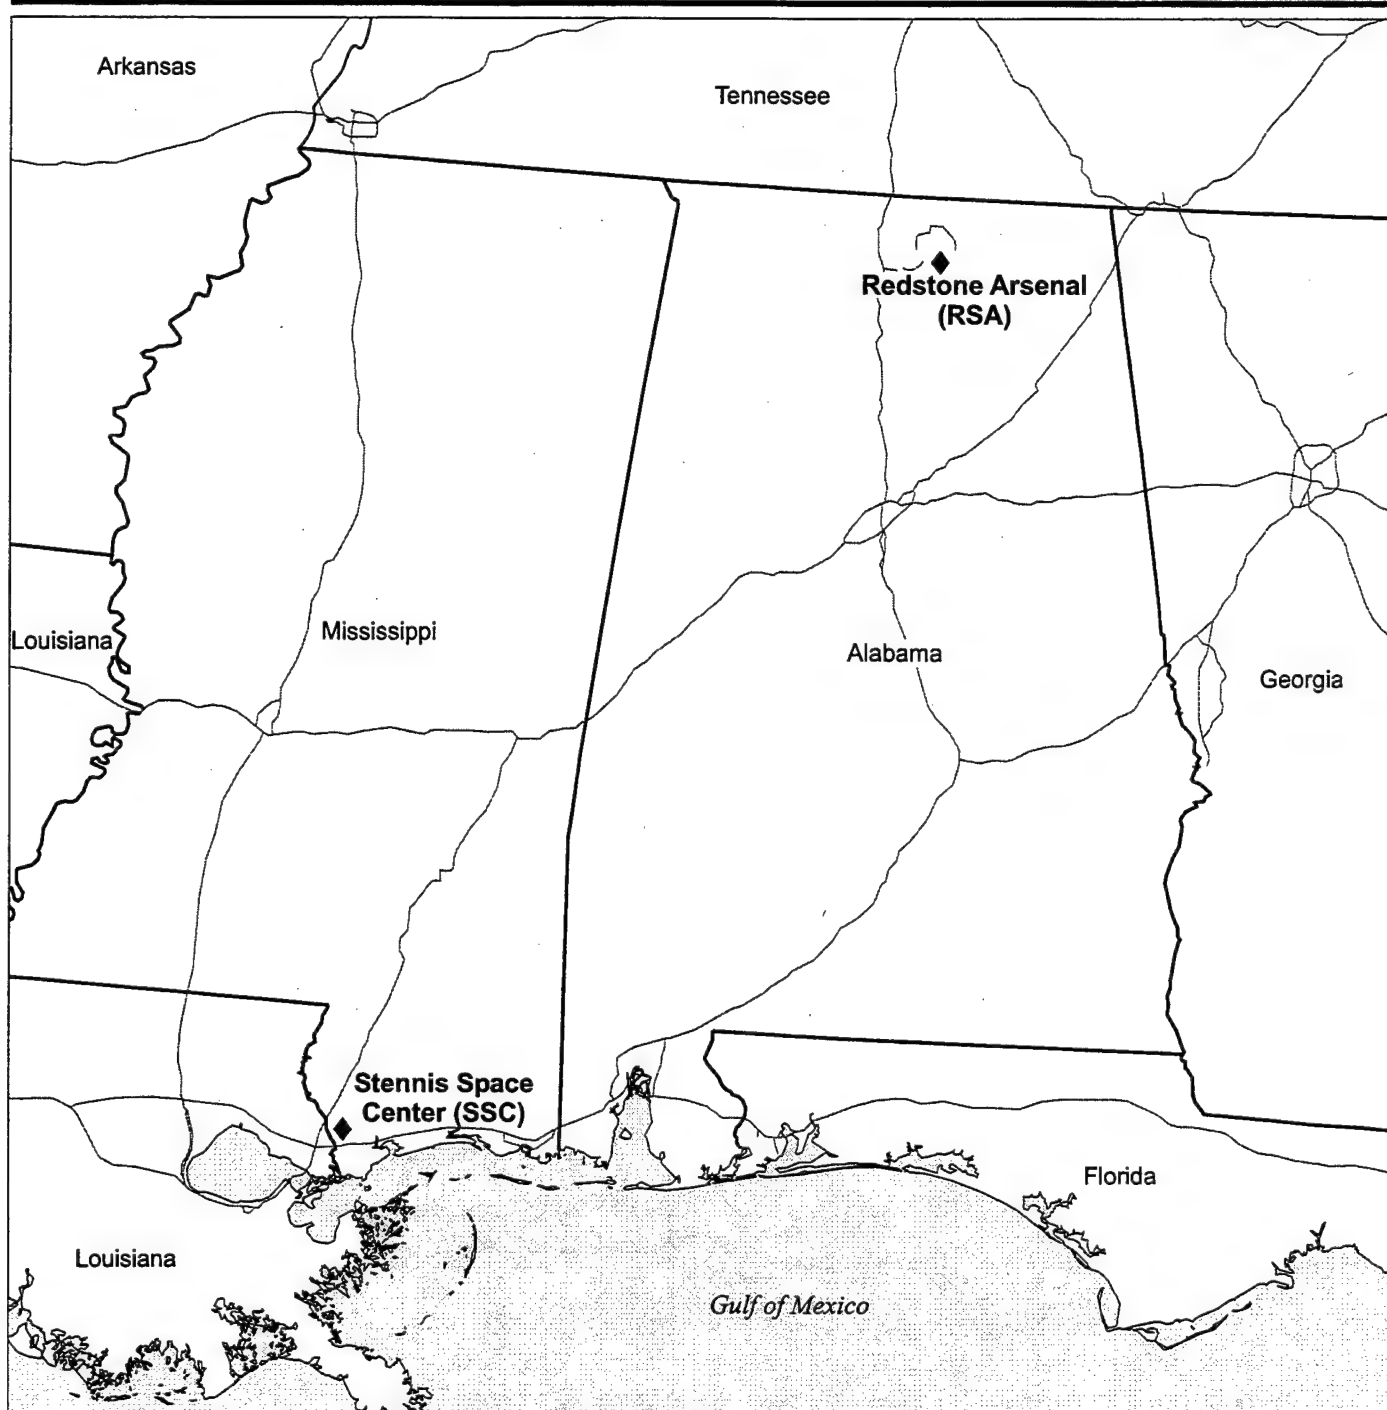 Arkansas
Tennessee
Redstone Arsenal
(RSA)
Louisiana
Mississippi
Alabama
Georgia
Stennis Space
Center (SSC)
Florida
Louisiana
Gulf of Mexico